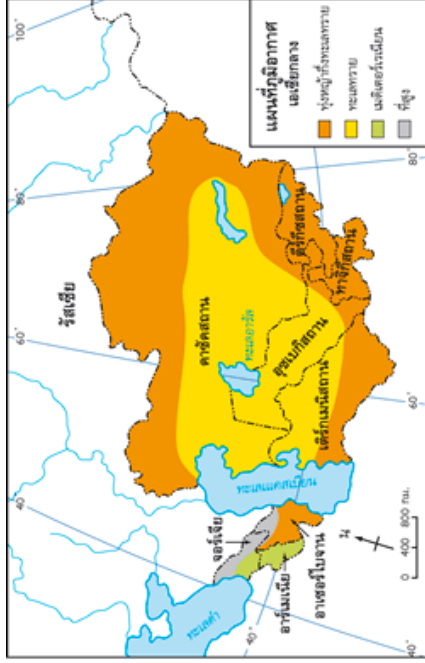 แผนที่ภูมิอากาศ
เอเชียกลาง
ทุ่งหญ้ากึ่งทะเลทราย
ทะเลทราย
เมดิเตอร์เรเนียน
ที่สูง
รัสเซีย
คาซัคสถาน
ทะเลอารัล
อุซเบกิสถาน
เติร์กเมนิสถาน
คีร์กีซสถาน
ทาจิกิสถาน
ทะเลแคสเปียน
ทะเลดำ
จอร์เจีย
อาร์เมเนีย
อาเซอร์ไบจาน
น
0 400 800 กม.
40°
60°
80°
100°
40°
40°
60°
80°